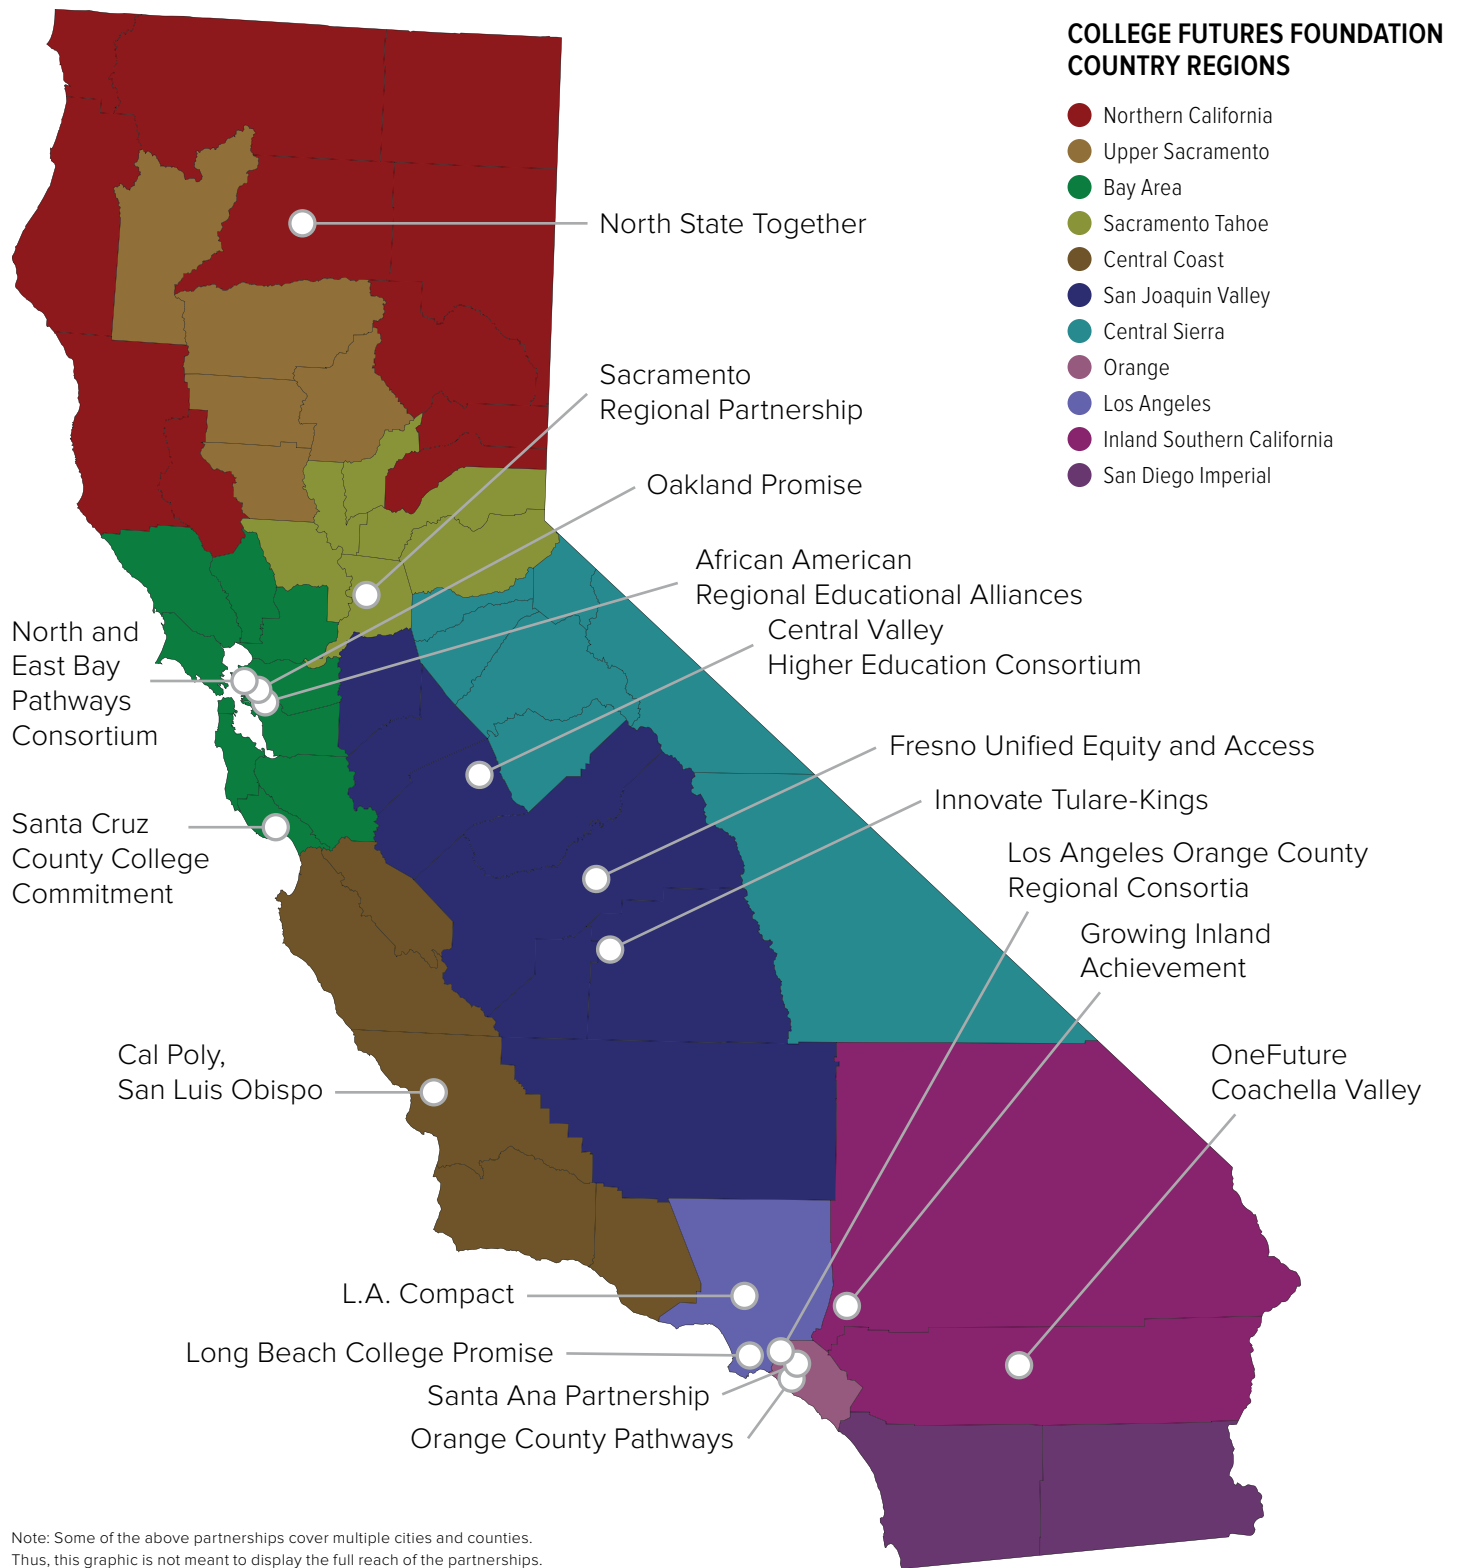 COLLEGE FUTURES FOUNDATION
COUNTRY REGIONS
Northern California
Upper Sacramento
Bay Area
Sacramento Tahoe
Central Coast
San Joaquin Valley
Central Sierra
Orange
Los Angeles
Inland Southern California
San Diego Imperial
North State Together
Sacramento
Regional Partnership
Oakland Promise
African American
Regional Educational Alliances
Central Valley
Higher Education Consortium
North and
East Bay
Pathways
Consortium
Fresno Unified Equity and Access
Innovate Tulare-Kings
Santa Cruz
County College
Commitment
Los Angeles Orange County
Regional Consortia
Growing Inland
Achievement
Cal Poly,
San Luis Obispo
OneFuture
Coachella Valley
L.A. Compact
Long Beach College Promise
Santa Ana Partnership
Orange County Pathways
Note: Some of the above partnerships cover multiple cities and counties.
Thus, this graphic is not meant to display the full reach of the partnerships.